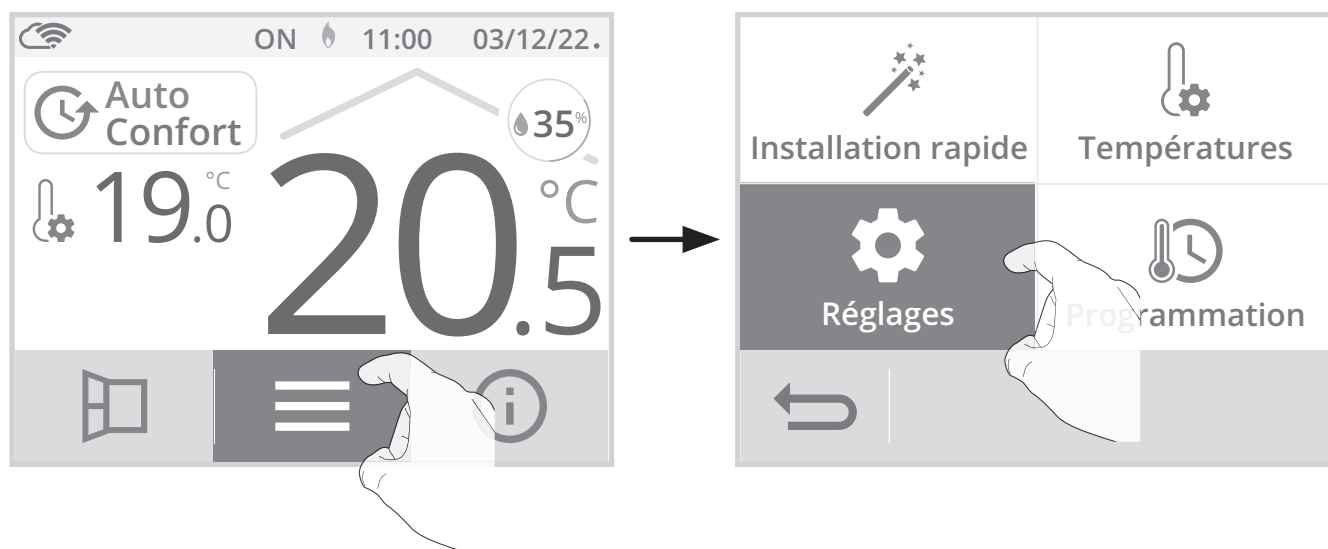 ON 11:00 03/12/22.
Auto
Confort
35%
19.0 °C
20.5 °C
Installation rapide
Températures
Réglages
Programmation